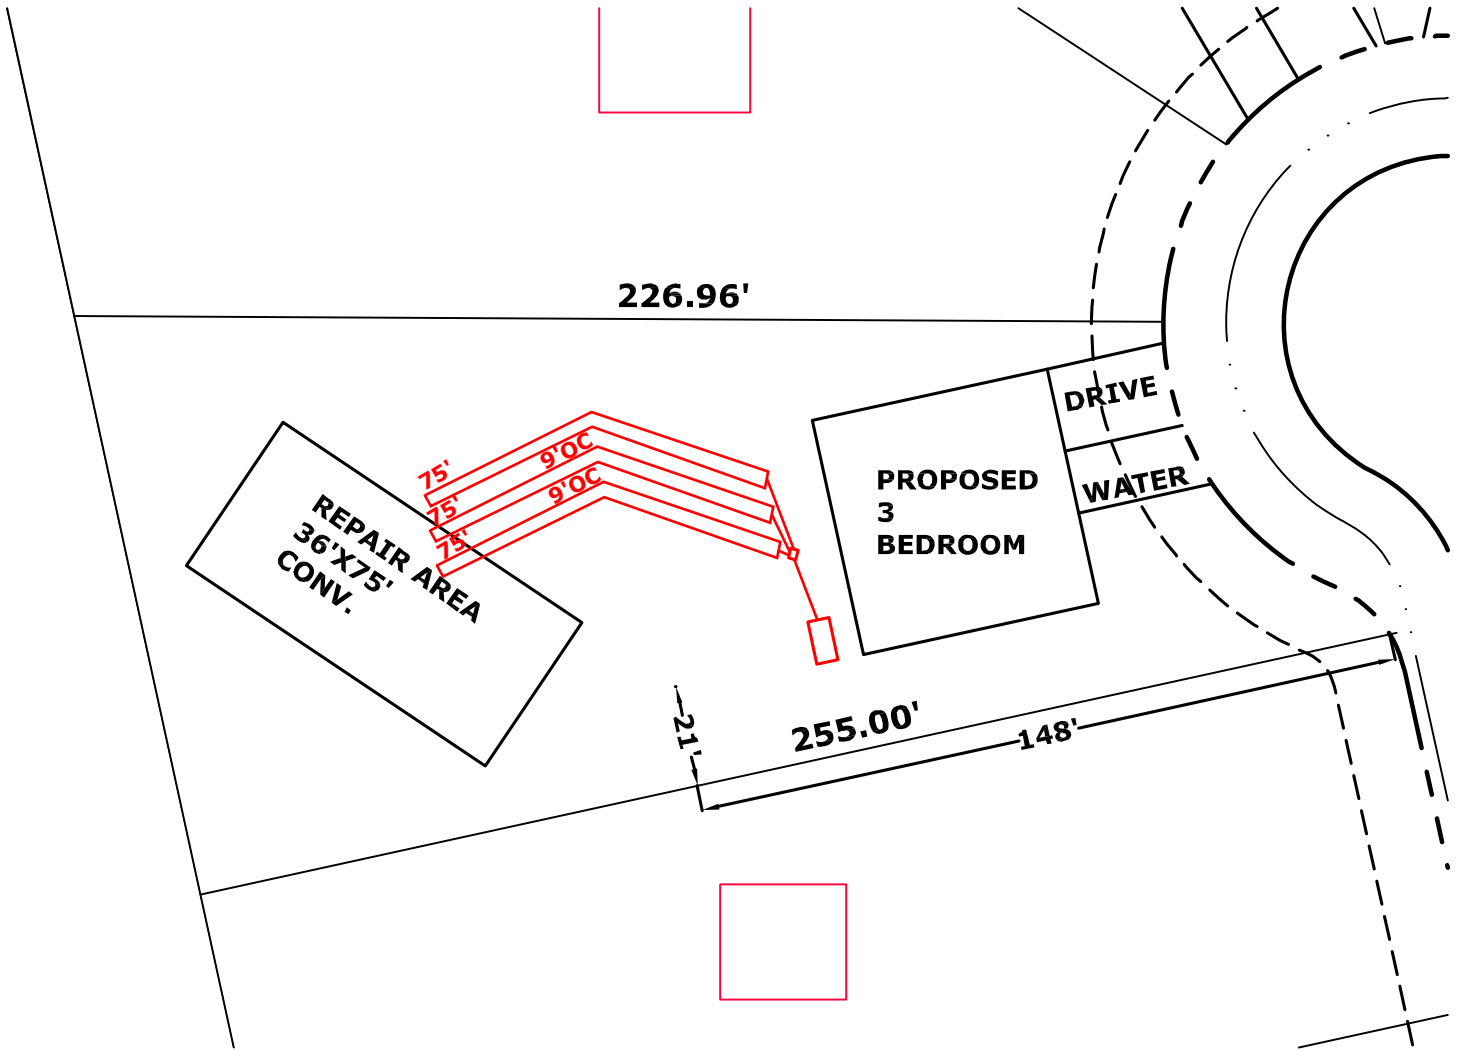 226.96'
DRIVE
WATER
PROPOSED
3
BEDROOM
75'
9'OC
75'
9'OC
75'
REPAIR AREA
36'X75'
CONV.
21'
255.00'
148'